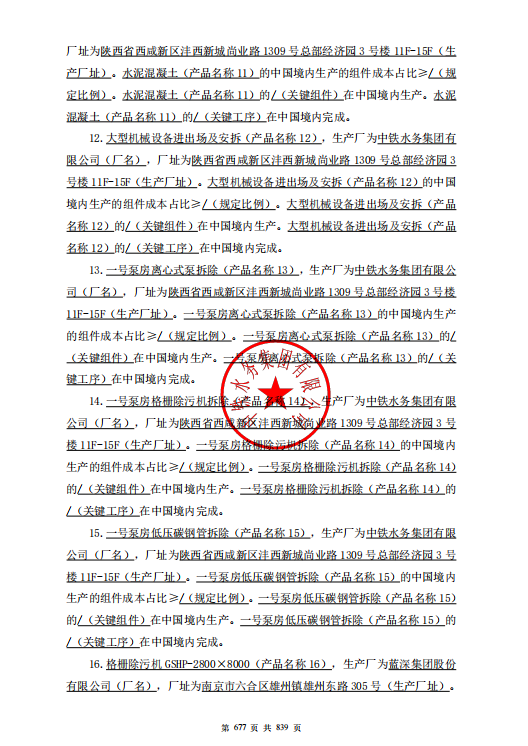 厂址为陕西省西咸新区沣西新城尚业路 1309 号总部经济园 3 号楼 11F-15F（生
产厂址）。水泥混凝土（产品名称 11）的中国境内生产的组件成本占比≥/（规
定比例）。水泥混凝土（产品名称 11）的/（关键组件）在中国境内生产。水泥
混凝土（产品名称 11）的/（关键工序）在中国境内完成。
12.大型机械设备进出场及安拆（产品名称 12），生产厂为中铁水务集团有
限公司（厂名），厂址为陕西省西咸新区沣西新城尚业路 1309 号总部经济园 3
号楼 11F-15F（生产厂址）。大型机械设备进出场及安拆（产品名称 12）的中国
境内生产的组件成本占比≥/（规定比例）。大型机械设备进出场及安拆（产品
名称 12）的/（关键组件）在中国境内生产。大型机械设备进出场及安拆（产品
名称 12）的/（关键工序）在中国境内完成。
13.一号泵房离心式泵拆除（产品名称 13），生产厂为中铁水务集团有限公
司（厂名），厂址为陕西省西咸新区沣西新城尚业路 1309 号总部经济园 3 号楼
11F-15F（生产厂址）。一号泵房离心式泵拆除（产品名称 13）的中国境内生产
的组件成本占比≥/（规定比例）。一号泵房离心式泵拆除（产品名称 13）的/
（关键组件）在中国境内生产。一号泵房离心式泵拆除（产品名称 13）的/（关
键工序）在中国境内完成。
14.一号泵房格栅除污机拆除（产品名称 14），生产厂为中铁水务集团有限
公司（厂名），厂址为陕西省西咸新区沣西新城尚业路 1309 号总部经济园 3 号
楼 11F-15F（生产厂址）。一号泵房格栅除污机拆除（产品名称 14）的中国境内
生产的组件成本占比≥/（规定比例）。一号泵房格栅除污机拆除（产品名称 14）
的/（关键组件）在中国境内生产。一号泵房格栅除污机拆除（产品名称 14）的
/（关键工序）在中国境内完成。
15.一号泵房低压碳钢管拆除（产品名称 15），生产厂为中铁水务集团有限
公司（厂名），厂址为陕西省西咸新区沣西新城尚业路 1309 号总部经济园 3 号
楼 11F-15F（生产厂址）。一号泵房低压碳钢管拆除（产品名称 15）的中国境内
生产的组件成本占比≥/（规定比例）。一号泵房低压碳钢管拆除（产品名称 15）
的/（关键组件）在中国境内生产。一号泵房低压碳钢管拆除（产品名称 15）的
/（关键工序）在中国境内完成。
16.格栅除污机 GSHP-2800×8000（产品名称 16），生产厂为蓝深集团股份
有限公司（厂名），厂址为南京市六合区雄州镇雄州东路 305 号（生产厂址）。
中铁水务集团有限公司
第 677 页 共 839 页